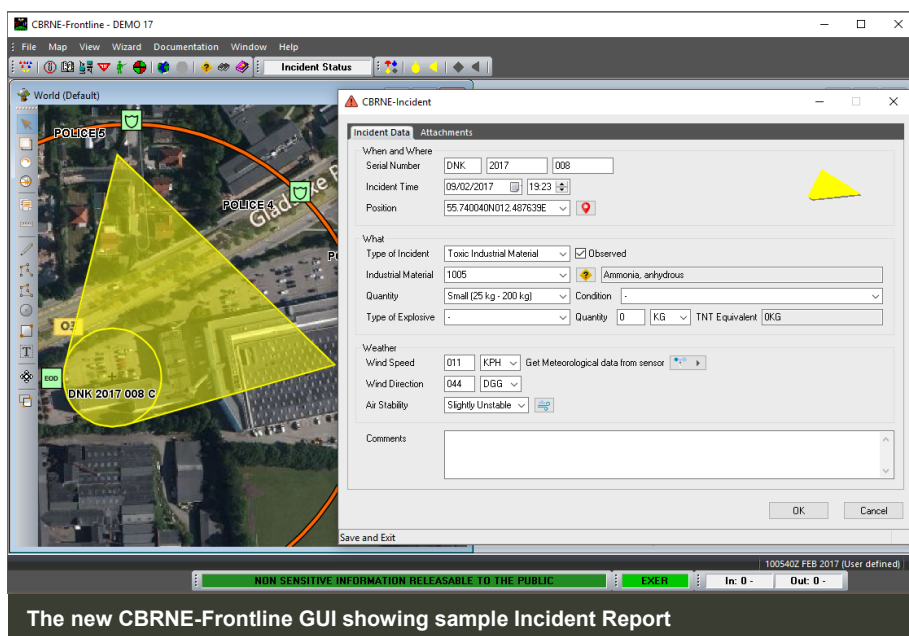 CBRNE-Frontline - DEMO 17
File Map View Wizard Documentation Window Help
Incident Status
World (Default)
POLICE 5
POLICE 4
EOD
DNK 2017 008 C
CBRNE-Incident
Incident Data Attachments
When and Where
Serial Number DNK 2017 008
Incident Time 09/02/2017 19:23
Position 55.740040N012.487639E
What
Type of Incident Toxic Industrial Material Observed
Industrial Material 1005 Ammonia, anhydrous
Quantity Small (25 kg - 200 kg) Condition -
Type of Explosive - Quantity 0 KG TNT Equivalent 0KG
Weather
Wind Speed 011 KPH Get Meteorological data from sensor
Wind Direction 044 DGG
Air Stability Slightly Unstable
Comments
OK Cancel
Save and Exit
100540Z FEB 2017 (User defined)
NON SENSITIVE INFORMATION RELEASABLE TO THE PUBLIC EXER In: 0 - Out: 0 -
The new CBRNE-Frontline GUI showing sample Incident Report